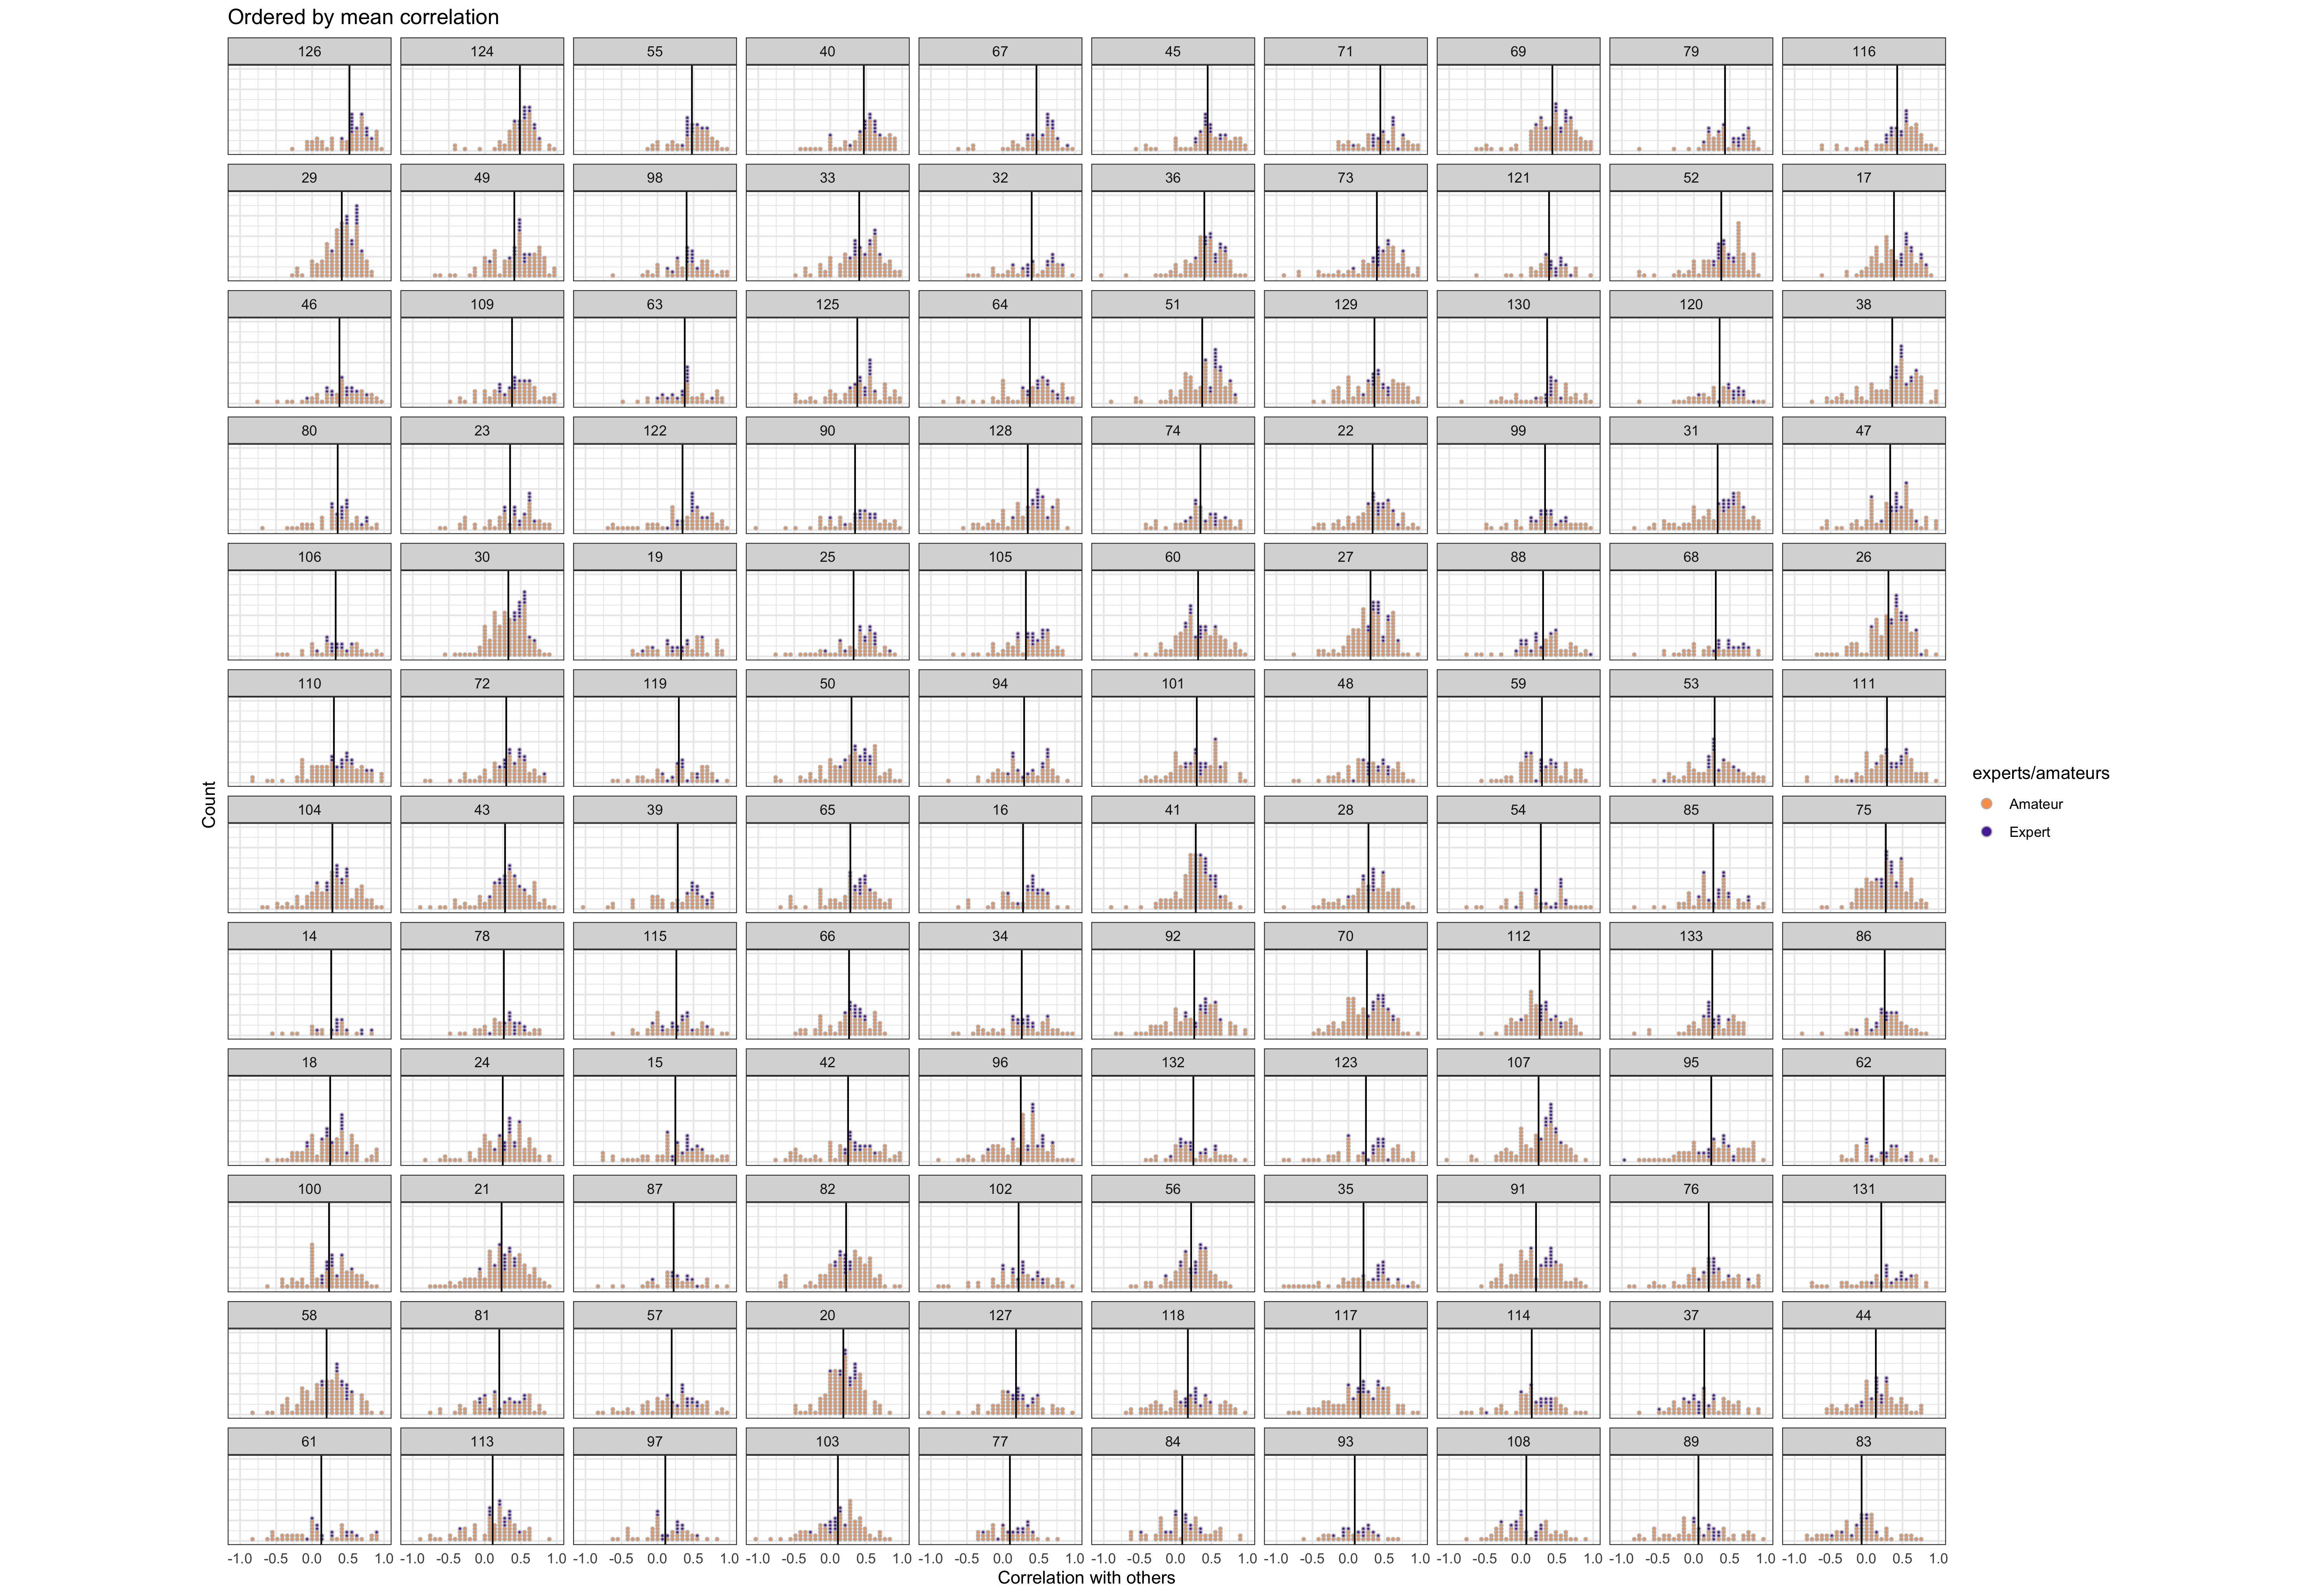 Ordered by mean correlation
126 124 55 40 67 45 71 69 79 116
29 49 98 33 32 36 73 121 52 17
46 109 63 125 64 51 129 130 120 38
80 23 122 90 128 74 22 99 31 47
106 30 19 25 105 60 27 88 68 26
110 72 119 50 94 101 48 59 53 111
104 43 39 65 16 41 28 54 85 75
14 78 115 66 34 92 70 112 133 86
18 24 15 42 96 132 123 107 95 62
100 21 87 82 102 56 35 91 76 131
58 81 57 20 127 118 117 114 37 44
61 113 97 103 77 84 93 108 89 83
-1.0 -0.5 0.0 0.5 1.0 -1.0 -0.5 0.0 0.5 1.0 -1.0 -0.5 0.0 0.5 1.0 -1.0 -0.5 0.0 0.5 1.0 -1.0 -0.5 0.0 0.5 1.0 -1.0 -0.5 0.0 0.5 1.0 -1.0 -0.5 0.0 0.5 1.0 -1.0 -0.5 0.0 0.5 1.0 -1.0 -0.5 0.0 0.5 1.0 -1.0 -0.5 0.0 0.5 1.0
Correlation with others
Count
experts/amateurs
Amateur
Expert